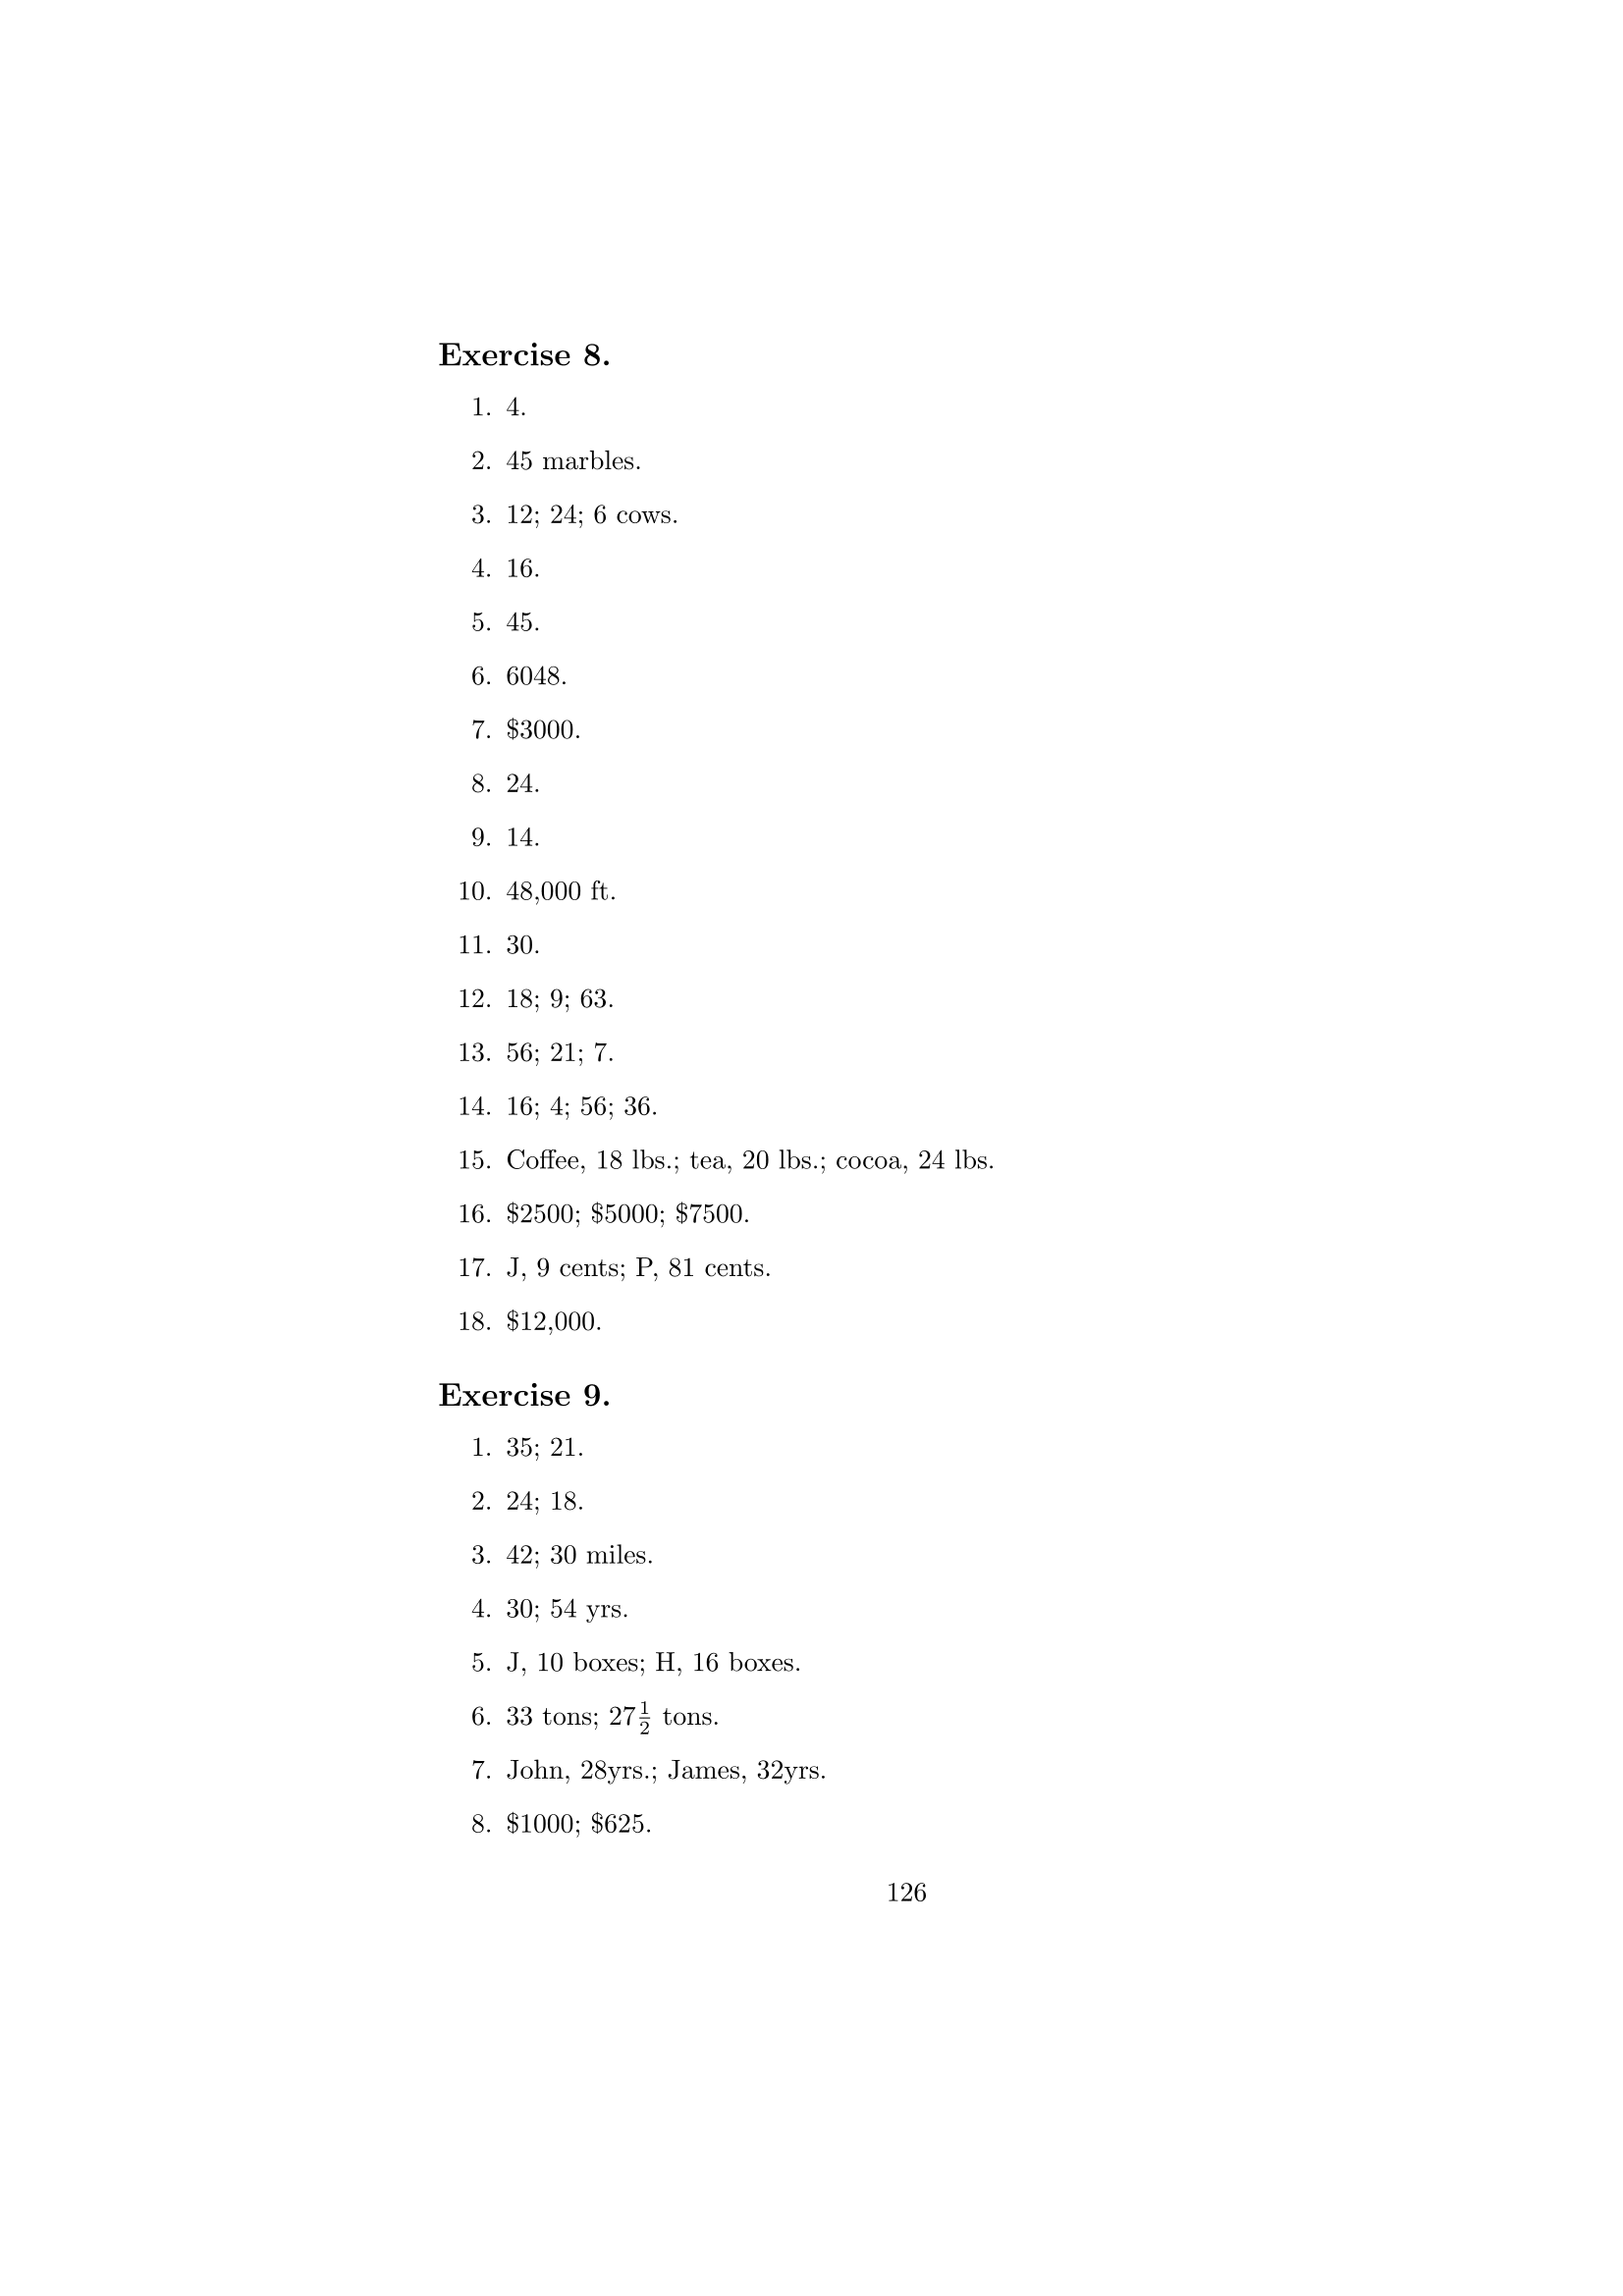 Exercise 8.
1. 4.
2. 45 marbles.
3. 12; 24; 6 cows.
4. 16.
5. 45.
6. 6048.
7. $3000.
8. 24.
9. 14.
10. 48,000 ft.
11. 30.
12. 18; 9; 63.
13. 56; 21; 7.
14. 16; 4; 56; 36.
15. Coffee, 18 lbs.; tea, 20 lbs.; cocoa, 24 lbs.
16. $2500; $5000; $7500.
17. J, 9 cents; P, 81 cents.
18. $12,000.
Exercise 9.
1. 35; 21.
2. 24; 18.
3. 42; 30 miles.
4. 30; 54 yrs.
5. J, 10 boxes; H, 16 boxes.
6. 33 tons; 27½ tons.
7. John, 28yrs.; James, 32yrs.
8. $1000; $625.
126